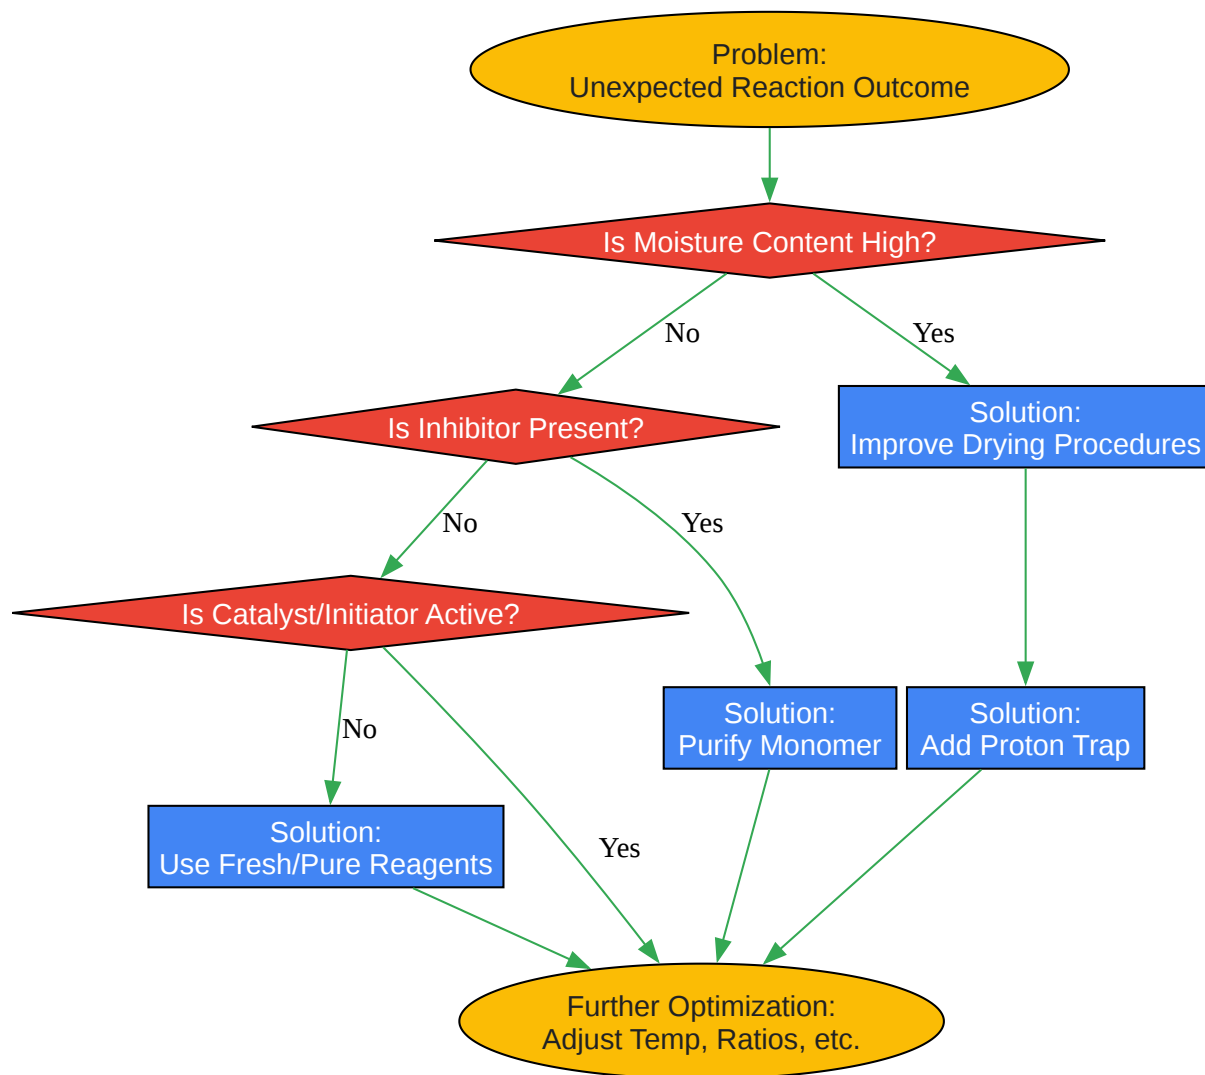 Problem:
Unexpected Reaction Outcome
Is Moisture Content High?
No
Yes
Is Inhibitor Present?
Solution:
Improve Drying Procedures
No
Yes
Is Catalyst/Initiator Active?
Solution:
Purify Monomer
Solution:
Add Proton Trap
No
Yes
Solution:
Use Fresh/Pure Reagents
Further Optimization:
Adjust Temp, Ratios, etc.